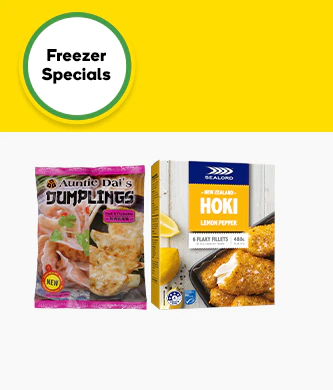 Freezer
Specials
Auntie Dai's
DUMPLINGS
NEW
SEALORD
NEW ZEALAND
HOKI
LEMON PEPPER
6 FLAKY FILLETS
480g